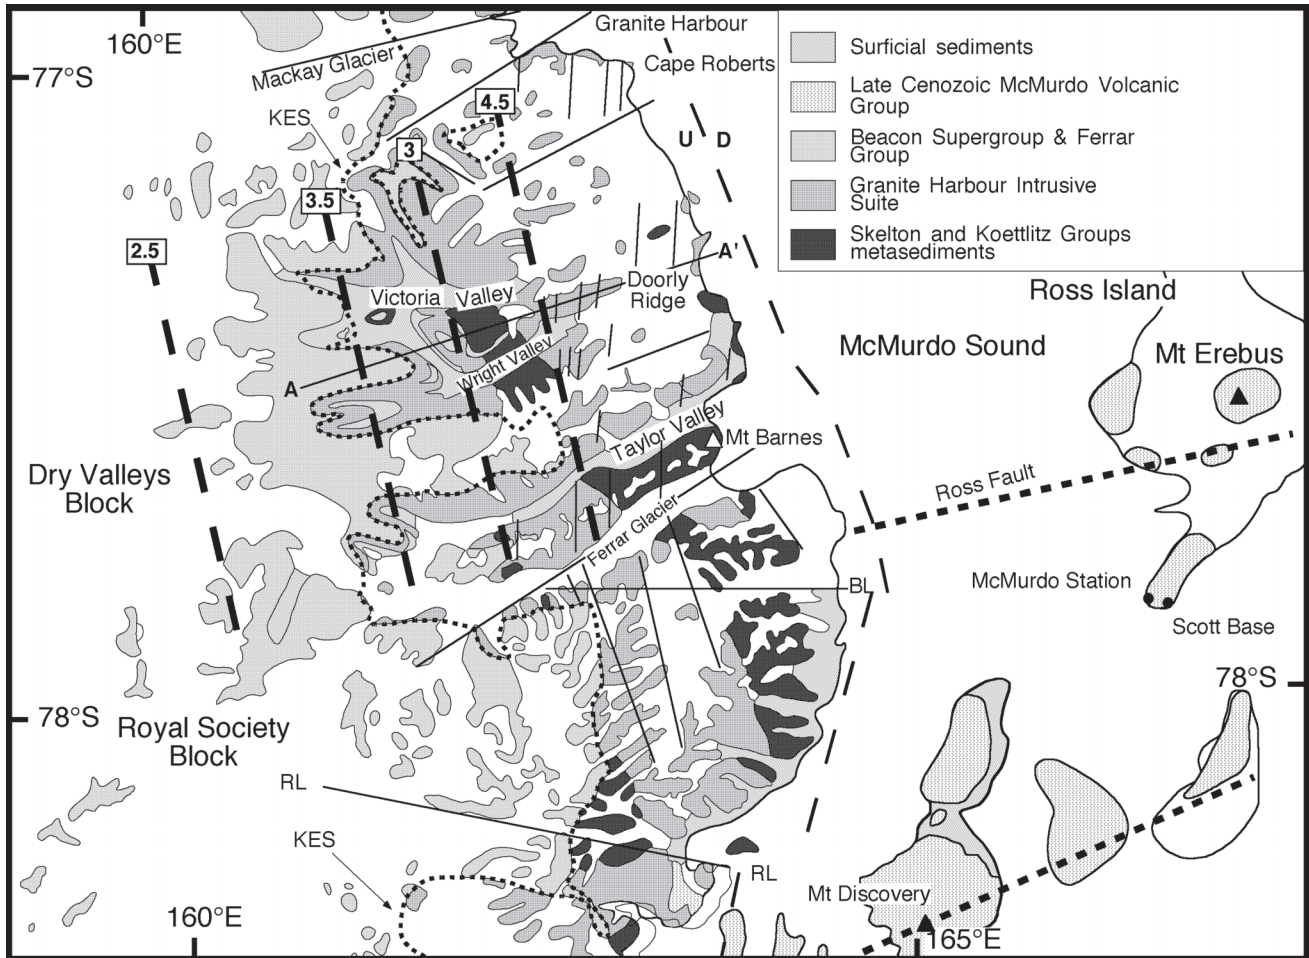 160°E
Granite Harbour
77°S
Mackay Glacier
Cape Roberts
KES
4.5
3
U D
3.5
2.5
A'
Doorly
Ridge
Victoria Valley
Wright Valley
A
Surficial sediments
Late Cenozoic McMurdo Volcanic
Group
Beacon Supergroup & Ferrar
Group
Granite Harbour Intrusive
Suite
Skelton and Koettlitz Groups
metasediments
Ross Island
McMurdo Sound
Mt Erebus
Taylor Valley
Mt Barnes
Dry Valleys
Block
Ross Fault
Ferrar Glacier
BL
McMurdo Station
Scott Base
78°S
78°S
Royal Society
Block
RL
KES
RL
Mt Discovery
160°E
165°E